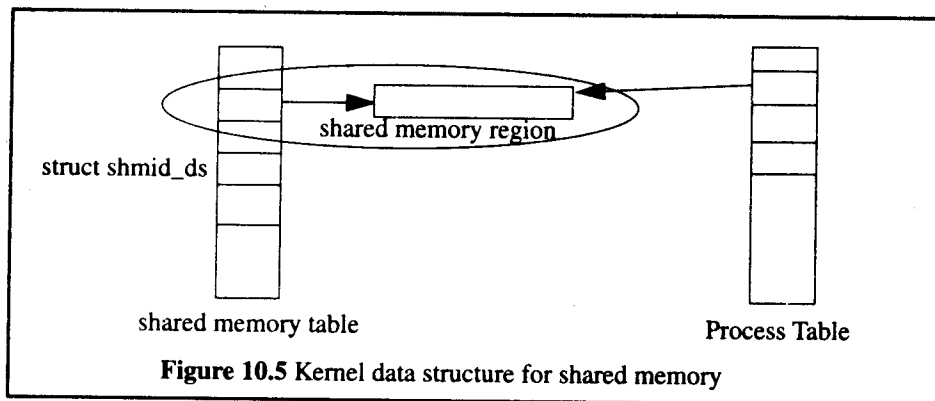 shared memory region
struct shmid_ds
shared memory table
Process Table
Figure 10.5 Kernel data structure for shared memory